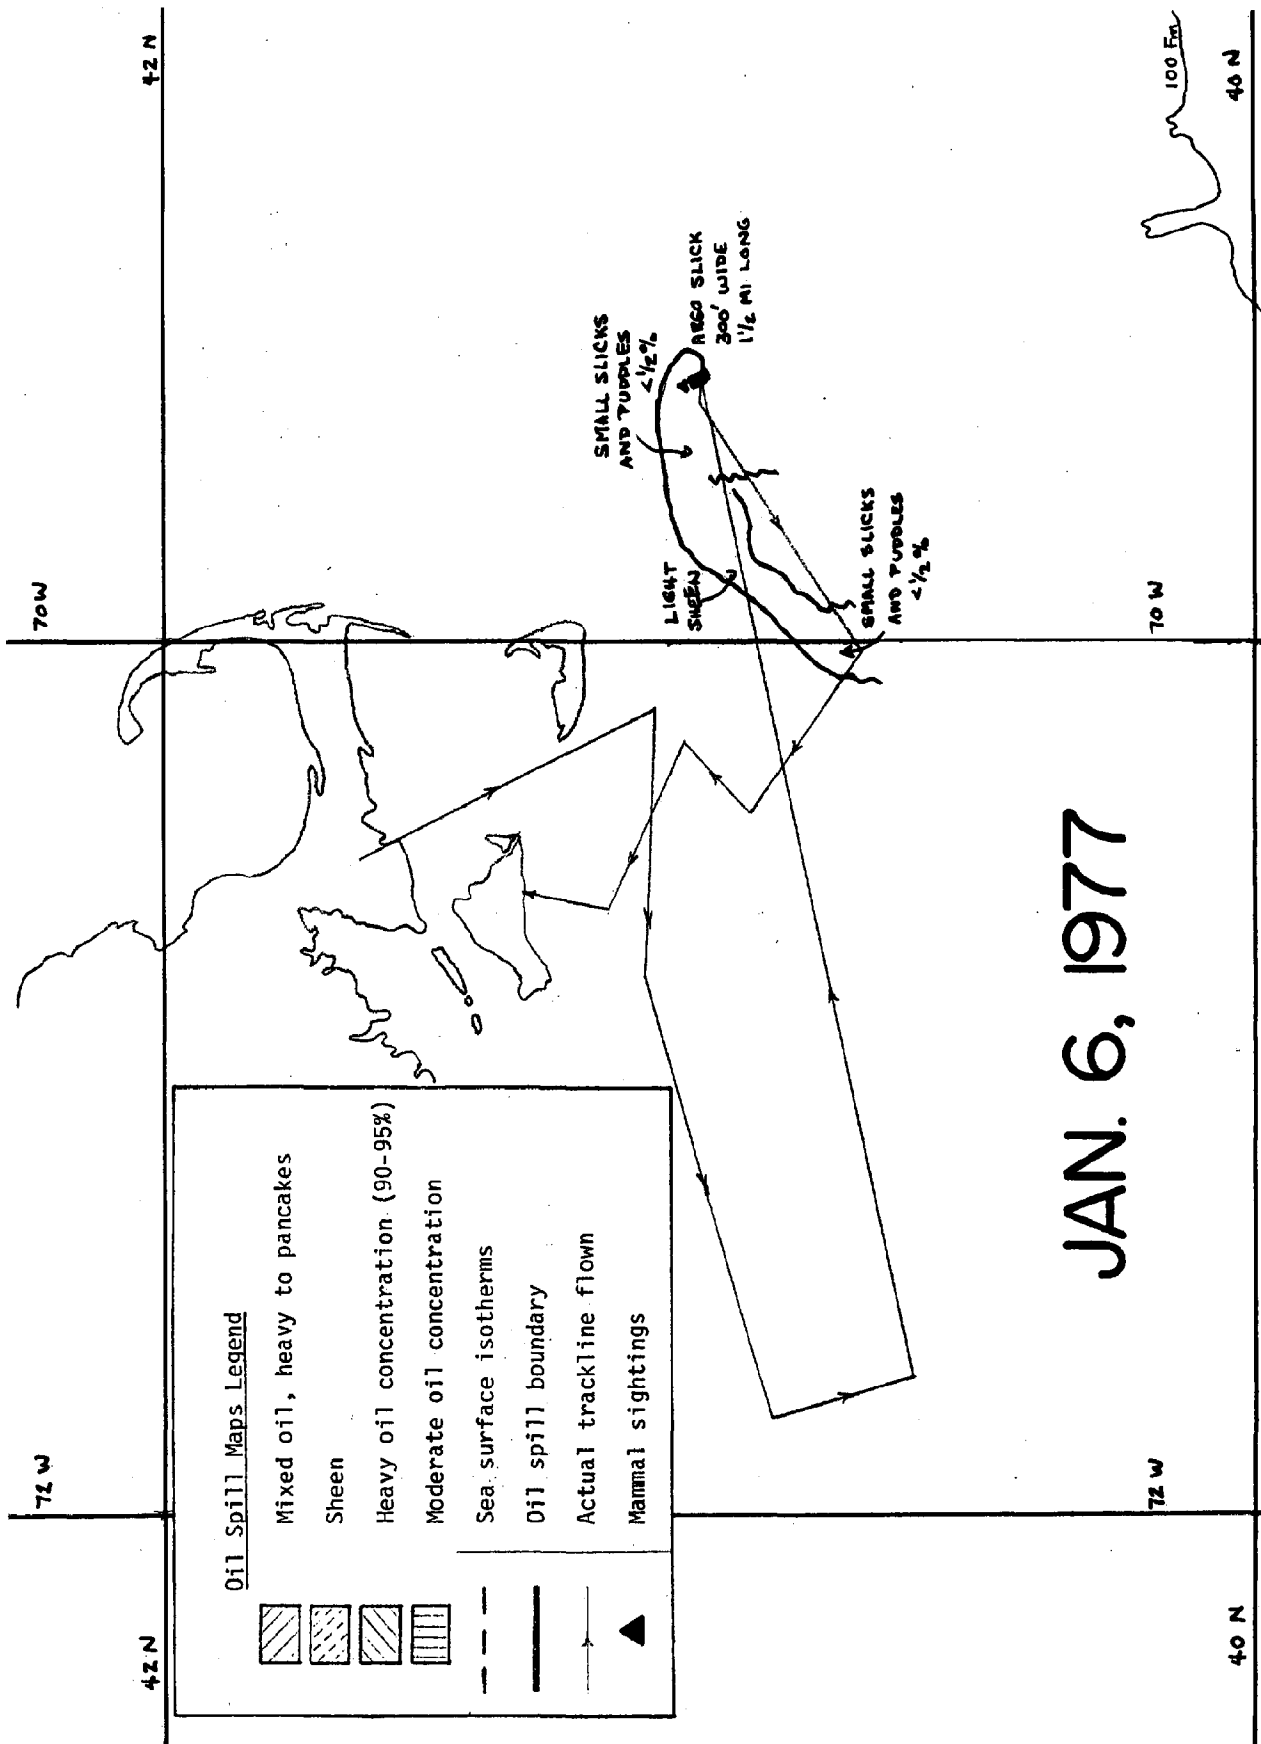 42 N
42 N
72 W
70 W
Oil Spill Maps Legend
Mixed oil, heavy to pancakes
Sheen
Heavy oil concentration (90-95%)
Moderate oil concentration
Sea surface isotherms
Oil spill boundary
Actual trackline flown
Mammal sightings
SMALL SLICKS
AND PUDDLES
<1/2%
ARGO SLICK
300' WIDE
1 1/2 MI LONG
LIGHT
SHEEN
SMALL SLICKS
AND PUDDLES
<1/2%
JAN. 6, 1977
100 Fm
72 W
70 W
40 N
40 N